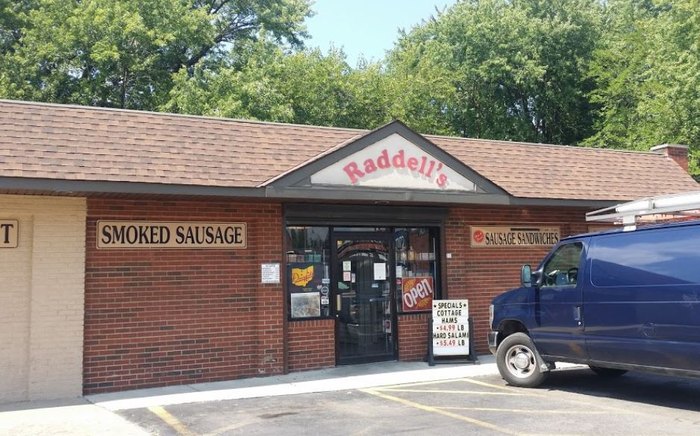 Raddell's
T
SMOKED SAUSAGE
SAUSAGE SANDWICHES
OPEN
SPECIALS
COTTAGE
HAMS
$4.99 LB
HARD SALAMI
$5.49 LB